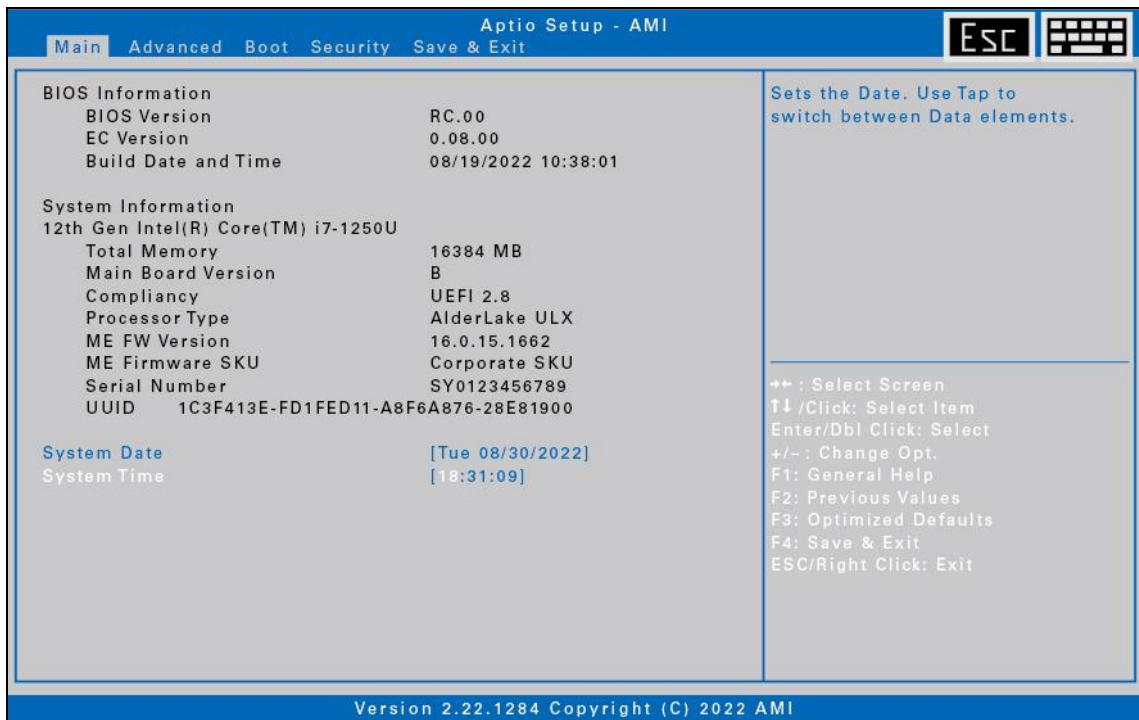 Aptio Setup - AMI
Main Advanced Boot Security Save & Exit
Esc
BIOS Information
BIOS Version RC.00
EC Version 0.08.00
Build Date and Time 08/19/2022 10:38:01
System Information
12th Gen Intel(R) Core(TM) i7-1250U
Total Memory 16384 MB
Main Board Version B
Compliancy UEFI 2.8
Processor Type AlderLake ULX
ME FW Version 16.0.15.1662
ME Firmware SKU Corporate SKU
Serial Number SY0123456789
UUID 1C3F413E-FD1FED11-A8F6A876-28E81900
System Date [Tue 08/30/2022]
System Time [18:31:09]
Sets the Date. Use Tap to
switch between Data elements.
→← : Select Screen
↑↓ /Click: Select Item
Enter/Dbl Click: Select
+/- : Change Opt.
F1: General Help
F2: Previous Values
F3: Optimized Defaults
F4: Save & Exit
ESC/Right Click: Exit
Version 2.22.1284 Copyright (C) 2022 AMI